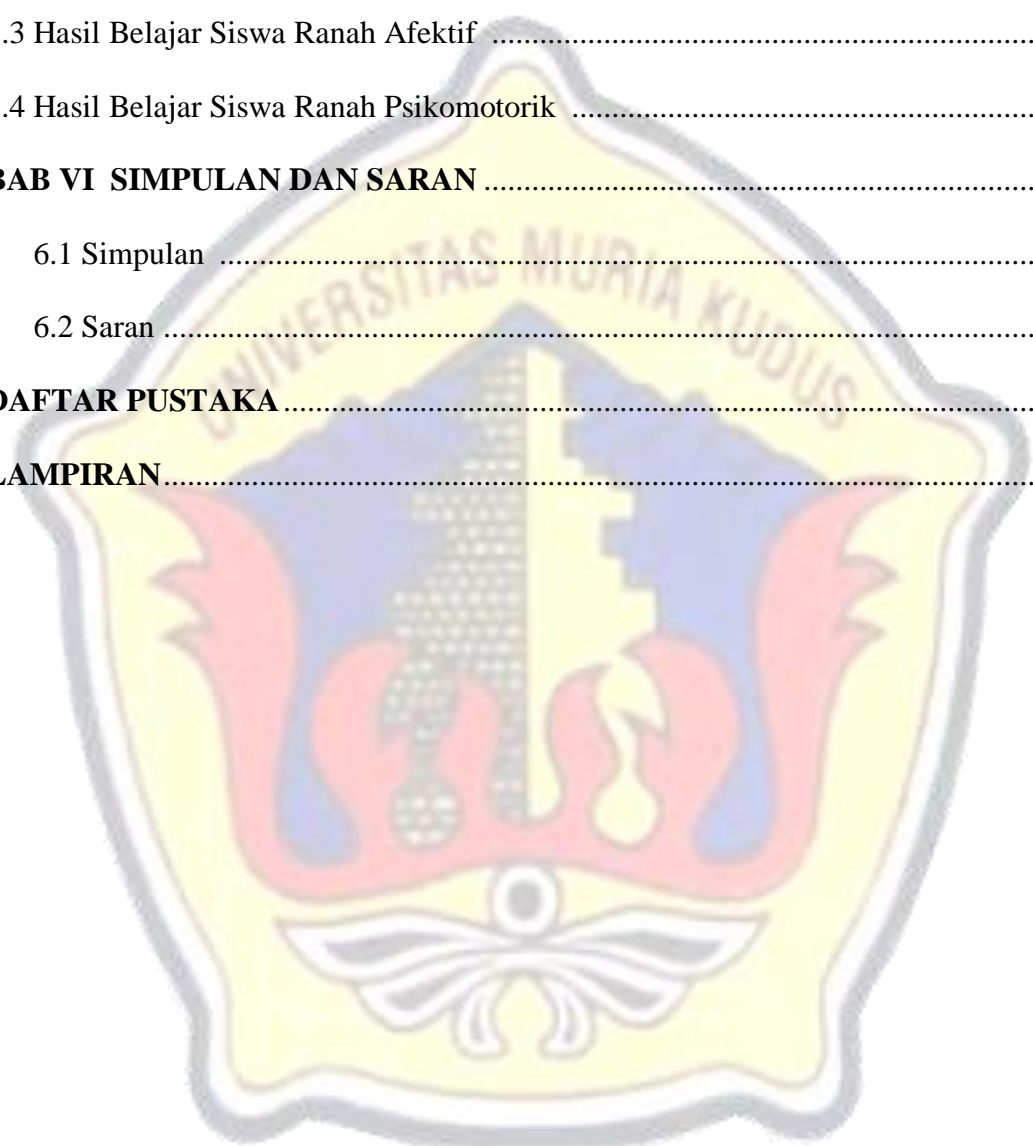 .3 Hasil Belajar Siswa Ranah Afektif ........................................................................
.4 Hasil Belajar Siswa Ranah Psikomotorik ............................................................
BAB VI SIMPULAN DAN SARAN ........................................................................
6.1 Simpulan ........................................................................................................
6.2 Saran ...............................................................................................................
DAFTAR PUSTAKA ...............................................................................................
LAMPIRAN..............................................................................................................
UNIVERSITAS MURIA KUDUS